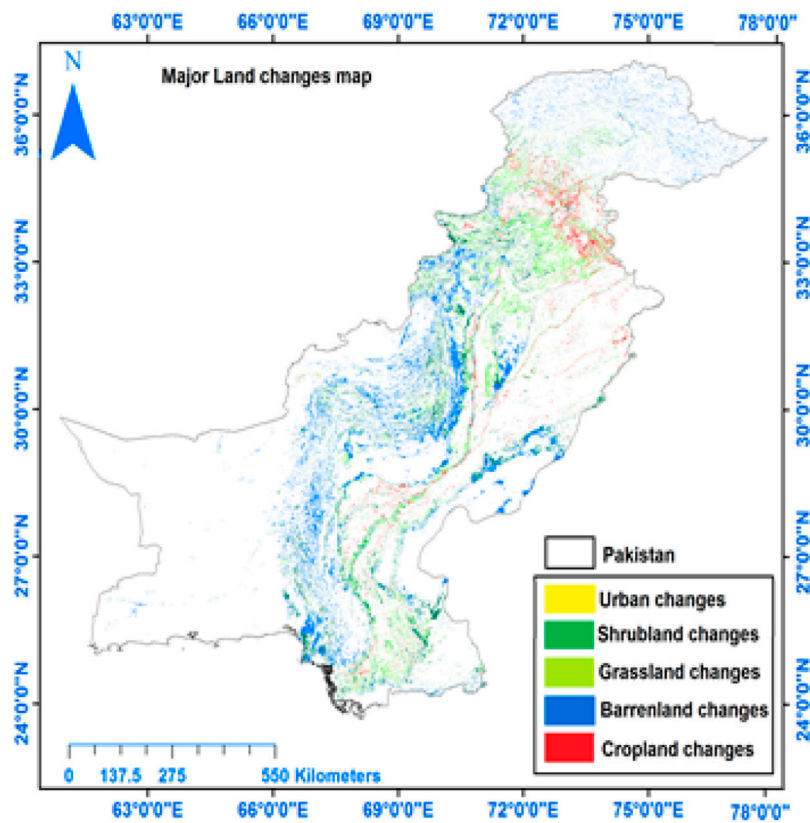 63°0'0"E 66°0'0"E 69°0'0"E 72°0'0"E 75°0'0"E 78°0'0"E
N
Major Land changes map
36°0'0"N 36°0'0"N
33°0'0"N 33°0'0"N
30°0'0"N 30°0'0"N
27°0'0"N 27°0'0"N
24°0'0"N 24°0'0"N
Pakistan
Urban changes
Shrubland changes
Grassland changes
Barrenland changes
Cropland changes
0 137.5 275 550 Kilometers
63°0'0"E 66°0'0"E 69°0'0"E 72°0'0"E 75°0'0"E 78°0'0"E